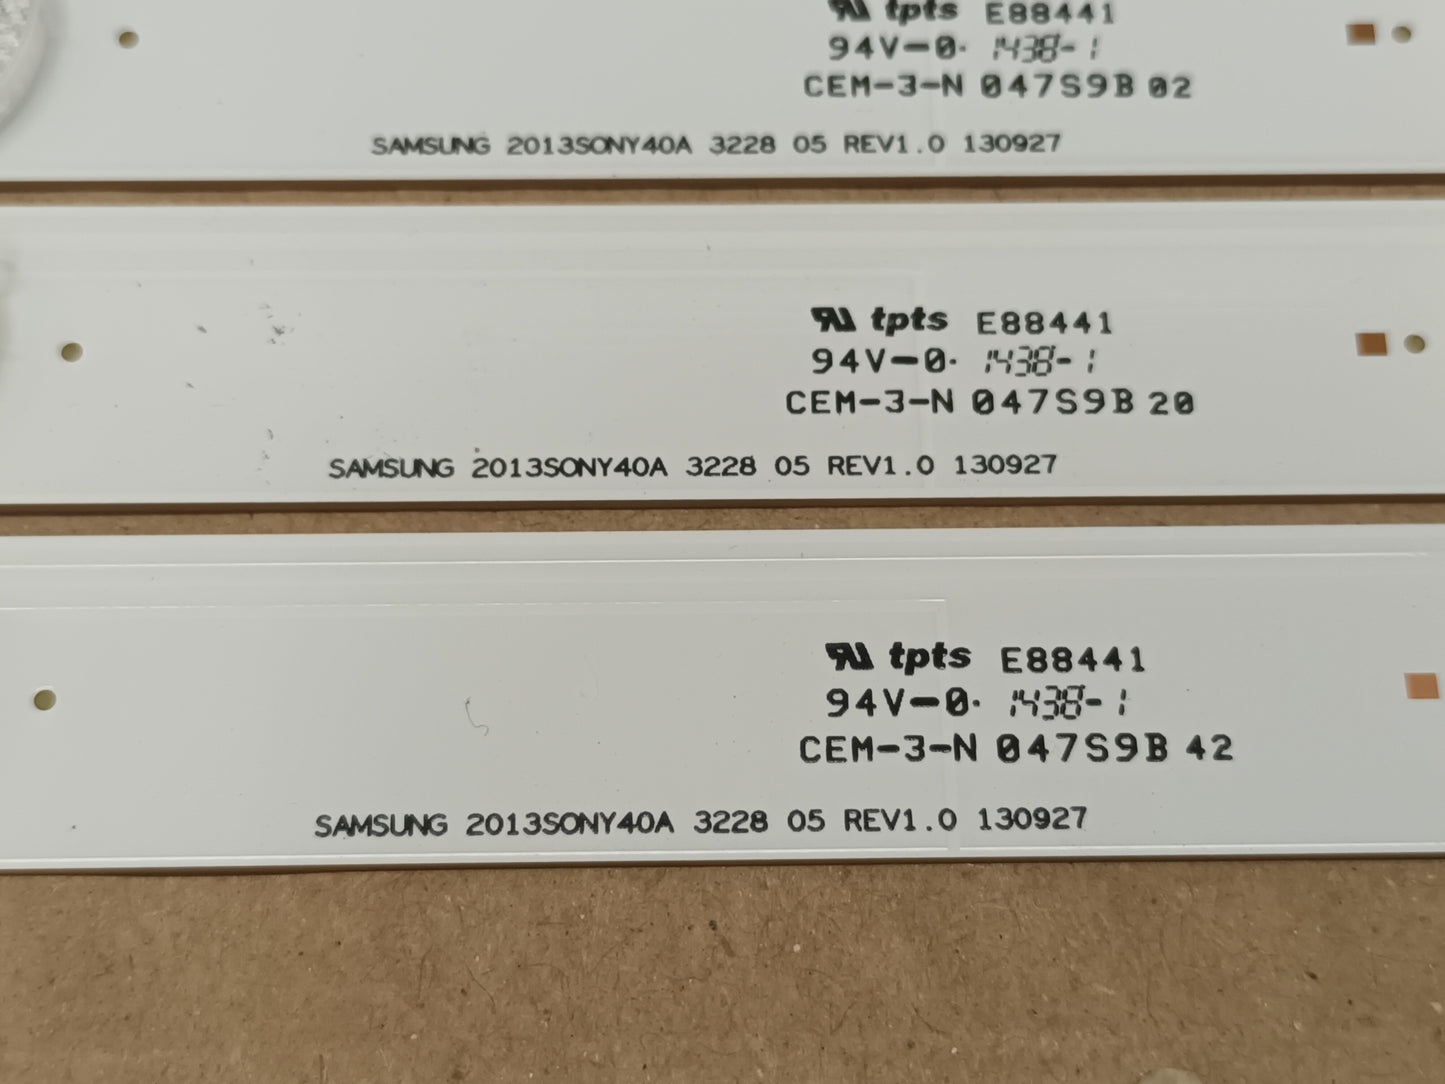 tpts E88441
94V-0· 1438-1
CEM-3-N 047S9B 02
SAMSUNG 2013SONY40A 3228 05 REV1.0 130927
tpts E88441
94V-0· 1438-1
CEM-3-N 047S9B 20
SAMSUNG 2013SONY40A 3228 05 REV1.0 130927
tpts E88441
94V-0· 1438-1
CEM-3-N 047S9B 42
SAMSUNG 2013SONY40A 3228 05 REV1.0 130927